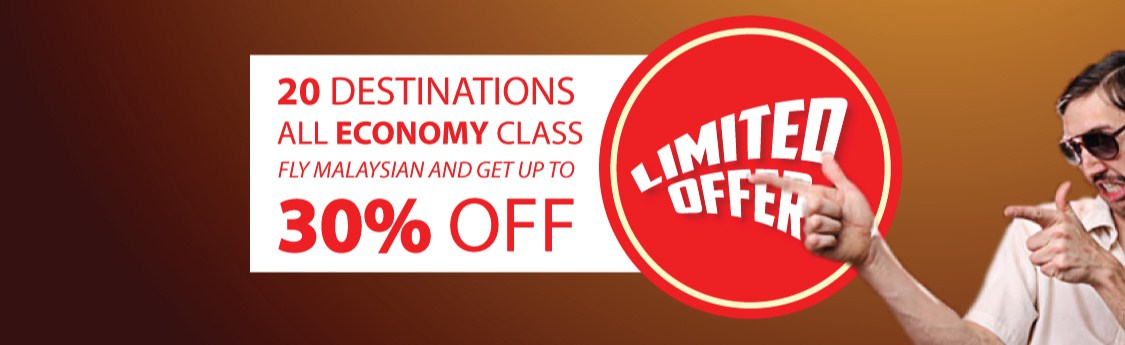 20 DESTINATIONS
ALL ECONOMY CLASS
FLY MALAYSIAN AND GET UP TO
30% OFF
LIMITED
OFFER